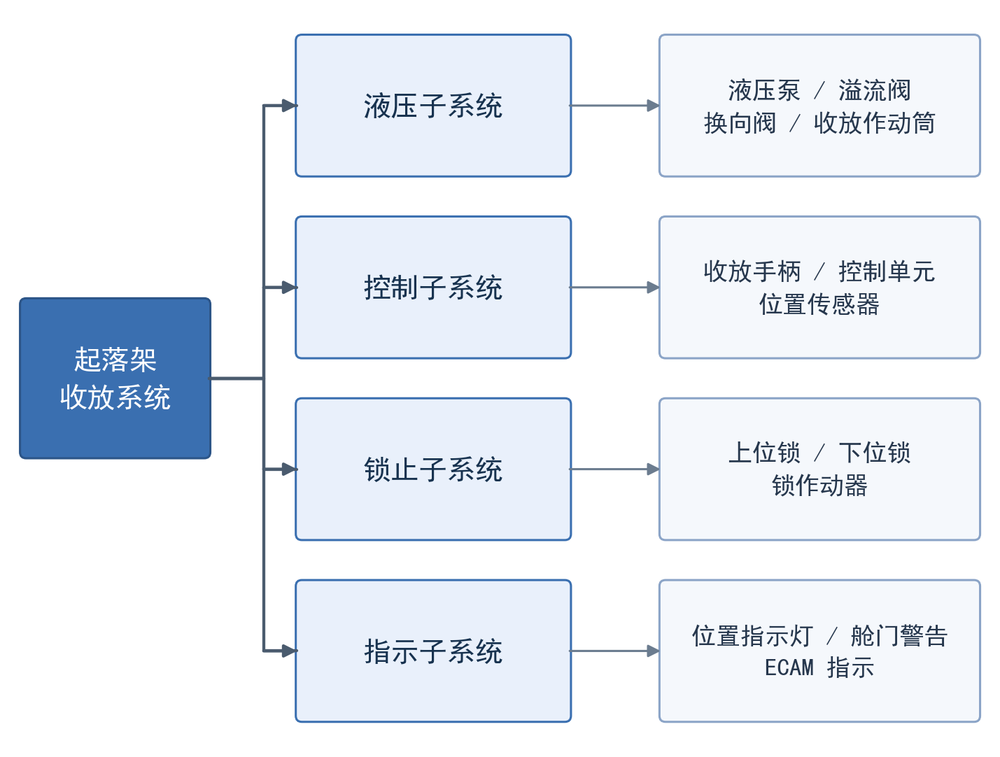 起落架
收放系统
液压子系统
液压泵 / 溢流阀
换向阀 / 收放作动筒
控制子系统
收放手柄 / 控制单元
位置传感器
锁止子系统
上位锁 / 下位锁
锁作动器
指示子系统
位置指示灯 / 舱门警告
ECAM 指示